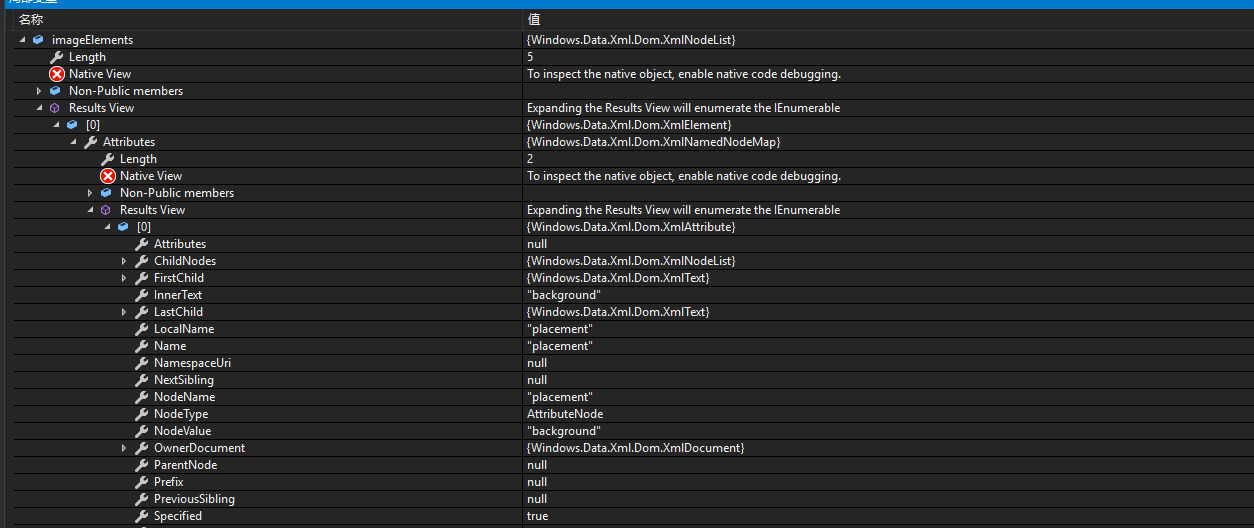 名称 值
imageElements {Windows.Data.Xml.Dom.XmlNodeList}
Length 5
Native View To inspect the native object, enable native code debugging.
Non-Public members
Results View Expanding the Results View will enumerate the IEnumerable
[0] {Windows.Data.Xml.Dom.XmlElement}
Attributes {Windows.Data.Xml.Dom.XmlNamedNodeMap}
Length 2
Native View To inspect the native object, enable native code debugging.
Non-Public members
Results View Expanding the Results View will enumerate the IEnumerable
[0] {Windows.Data.Xml.Dom.XmlAttribute}
Attributes null
ChildNodes {Windows.Data.Xml.Dom.XmlNodeList}
FirstChild {Windows.Data.Xml.Dom.XmlText}
InnerText "background"
LastChild {Windows.Data.Xml.Dom.XmlText}
LocalName "placement"
Name "placement"
NamespaceUri null
NextSibling null
NodeName "placement"
NodeType AttributeNode
NodeValue "background"
OwnerDocument {Windows.Data.Xml.Dom.XmlDocument}
ParentNode null
Prefix null
PreviousSibling null
Specified true